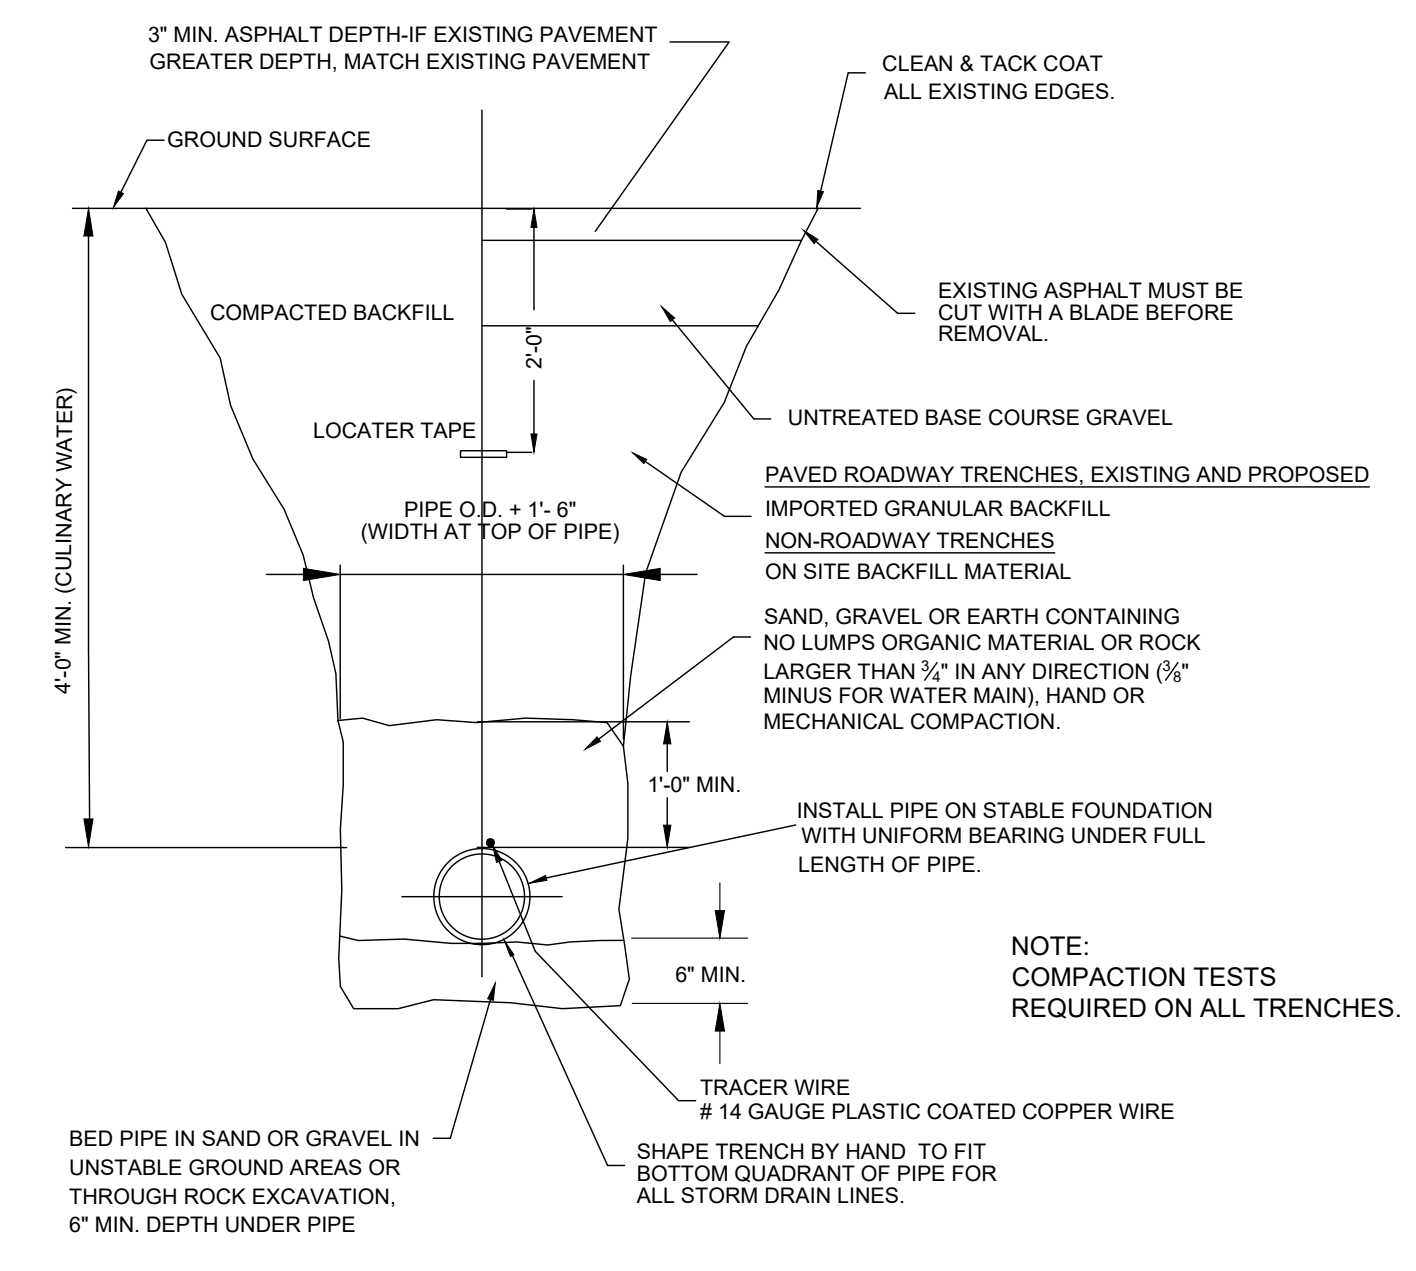 3" MIN. ASPHALT DEPTH-IF EXISTING PAVEMENT
GREATER DEPTH, MATCH EXISTING PAVEMENT
CLEAN & TACK COAT
ALL EXISTING EDGES.
GROUND SURFACE
EXISTING ASPHALT MUST BE
CUT WITH A BLADE BEFORE
REMOVAL.
COMPACTED BACKFILL
2'-0"
UNTREATED BASE COURSE GRAVEL
LOCATER TAPE
4'-0" MIN. (CULINARY WATER)
PAVED ROADWAY TRENCHES, EXISTING AND PROPOSED
IMPORTED GRANULAR BACKFILL
NON-ROADWAY TRENCHES
ON SITE BACKFILL MATERIAL
PIPE O.D. + 1'- 6"
(WIDTH AT TOP OF PIPE)
SAND, GRAVEL OR EARTH CONTAINING
NO LUMPS ORGANIC MATERIAL OR ROCK
LARGER THAN 3/4" IN ANY DIRECTION (3/8"
MINUS FOR WATER MAIN), HAND OR
MECHANICAL COMPACTION.
1'-0" MIN.
INSTALL PIPE ON STABLE FOUNDATION
WITH UNIFORM BEARING UNDER FULL
LENGTH OF PIPE.
6" MIN.
NOTE:
COMPACTION TESTS
REQUIRED ON ALL TRENCHES.
TRACER WIRE
# 14 GAUGE PLASTIC COATED COPPER WIRE
BED PIPE IN SAND OR GRAVEL IN
UNSTABLE GROUND AREAS OR
THROUGH ROCK EXCAVATION,
6" MIN. DEPTH UNDER PIPE
SHAPE TRENCH BY HAND TO FIT
BOTTOM QUADRANT OF PIPE FOR
ALL STORM DRAIN LINES.